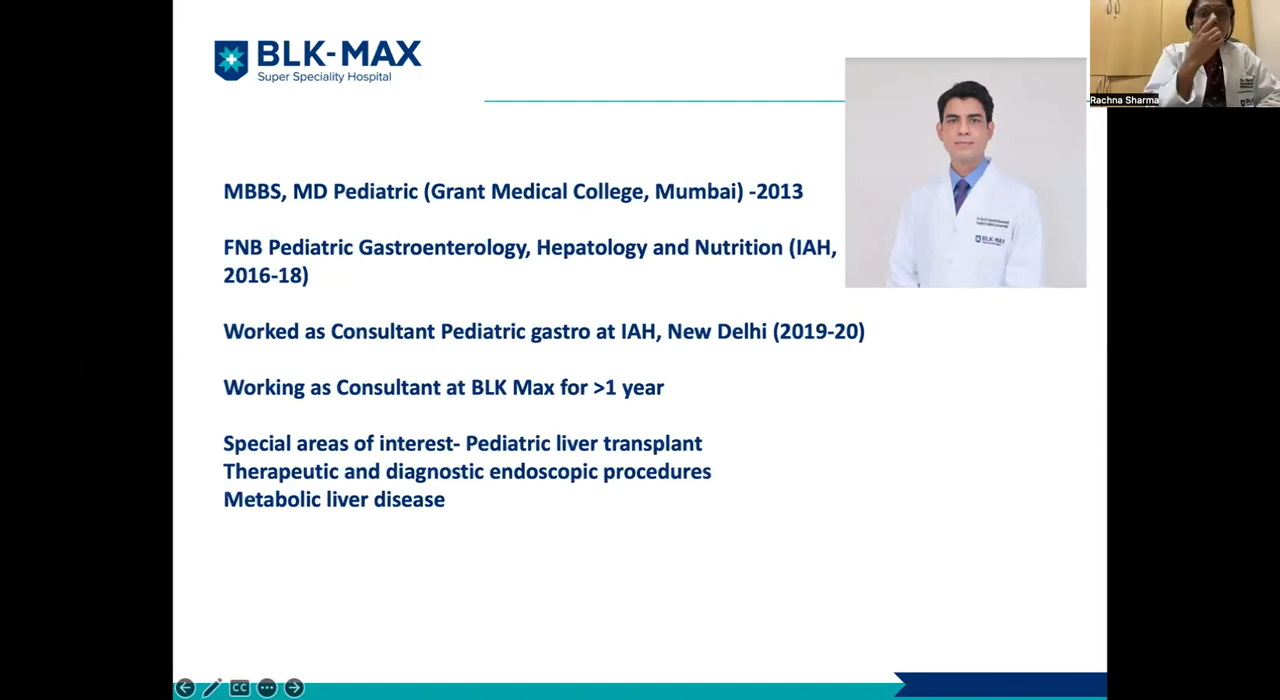 BLK-MAX
Super Speciality Hospital
Rachna Sharma
MBBS, MD Pediatric (Grant Medical College, Mumbai) -2013
FNB Pediatric Gastroenterology, Hepatology and Nutrition (IAH,
2016-18)
Worked as Consultant Pediatric gastro at IAH, New Delhi (2019-20)
Working as Consultant at BLK Max for >1 year
Special areas of interest- Pediatric liver transplant
Therapeutic and diagnostic endoscopic procedures
Metabolic liver disease
BLK-MAX
CC